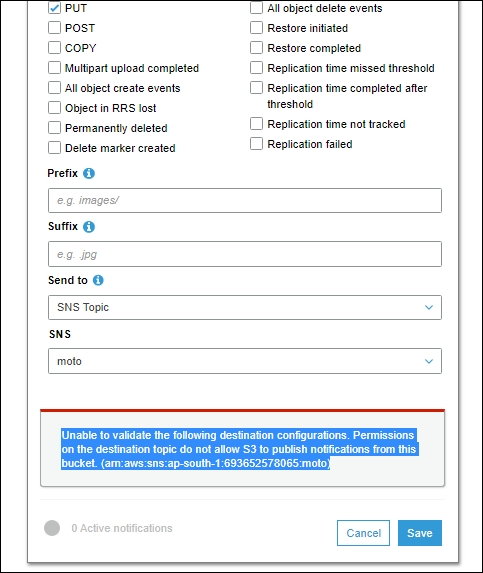 PUT
POST
COPY
Multipart upload completed
All object create events
Object in RRS lost
Permanently deleted
Delete marker created
All object delete events
Restore initiated
Restore completed
Replication time missed threshold
Replication time completed after
threshold
Replication time not tracked
Replication failed
Prefix
e.g. images/
Suffix
e.g. .jpg
Send to
SNS Topic
SNS
moto
Unable to validate the following destination configurations. Permissions
on the destination topic do not allow S3 to publish notifications from this
bucket. (arn:aws:sns:ap-south-1:693652578065:moto)
0 Active notifications
Cancel
Save